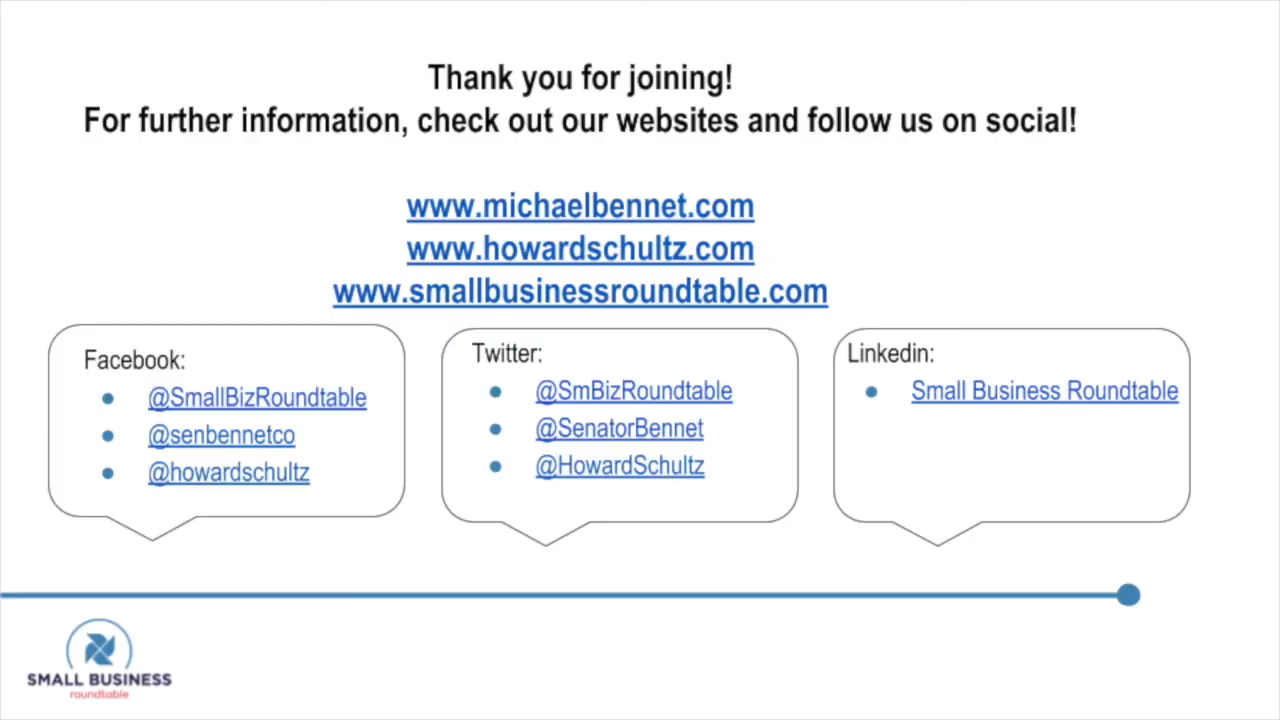 Thank you for joining!
For further information, check out our websites and follow us on social!
www.michaelbennet.com
www.howardschultz.com
www.smallbusinessroundtable.com
Facebook:
@SmallBizRoundtable
@senbennetco
@howardschultz
Twitter:
@SmBizRoundtable
@SenatorBennet
@HowardSchultz
Linkedin:
Small Business Roundtable
SMALL BUSINESS
roundtable